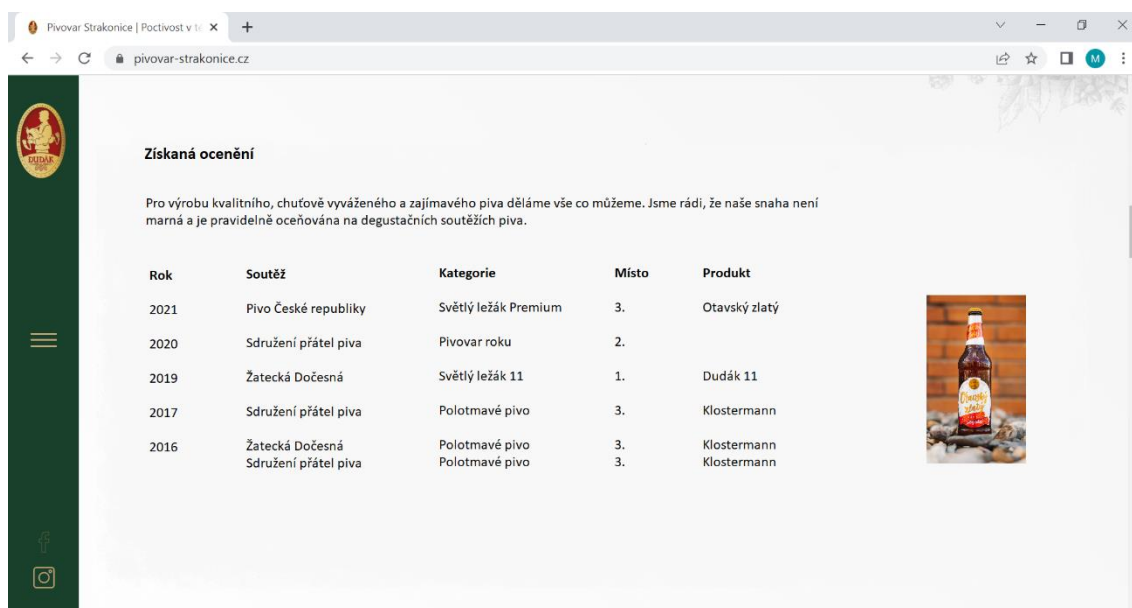 Pivovar Strakonice | Poctivost v te
pivovar-strakonice.cz
M
DUDÁK
Získaná ocenění
Pro výrobu kvalitního, chuťově vyváženého a zajímavého piva děláme vše co můžeme. Jsme rádi, že naše snaha není
marná a je pravidelně oceňována na degustačních soutěžích piva.
Rok Soutěž Kategorie Místo Produkt
2021 Pivo České republiky Světlý ležák Premium 3. Otavský zlatý
2020 Sdružení přátel piva Pivovar roku 2.
2019 Žatecká Dočesná Světlý ležák 11 1. Dudák 11
2017 Sdružení přátel piva Polotmavé pivo 3. Klostermann
2016 Žatecká Dočesná Polotmavé pivo 3. Klostermann
Sdružení přátel piva Polotmavé pivo 3. Klostermann
Otavský
zlatý